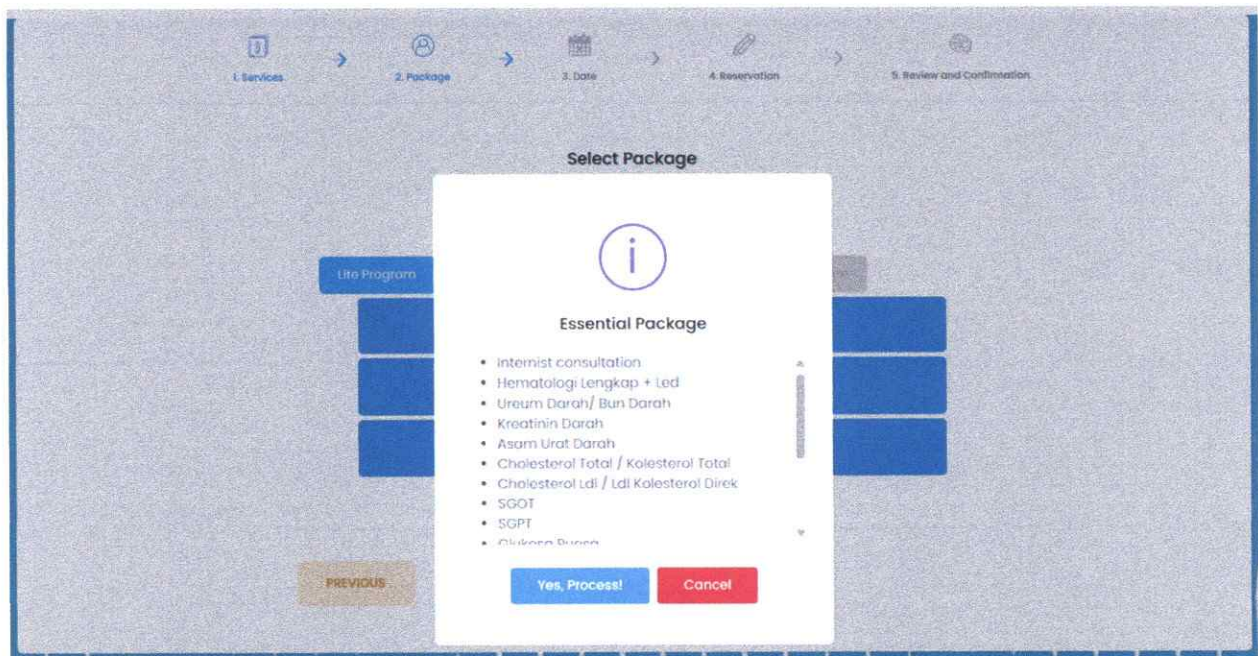 1. Services
2. Package
3. Date
4. Reservation
5. Review and Confirmation
Select Package
Lite Program
Essential Package
Internist consultation
Hematologi Lengkap + Led
Ureum Darah/ Bun Darah
Kreatinin Darah
Asam Urat Darah
Cholesterol Total / Kolesterol Total
Cholesterol Ldl / Ldl Kolesterol Direk
SGOT
SGPT
Glukosa Puasa
PREVIOUS
Yes, Process!
Cancel